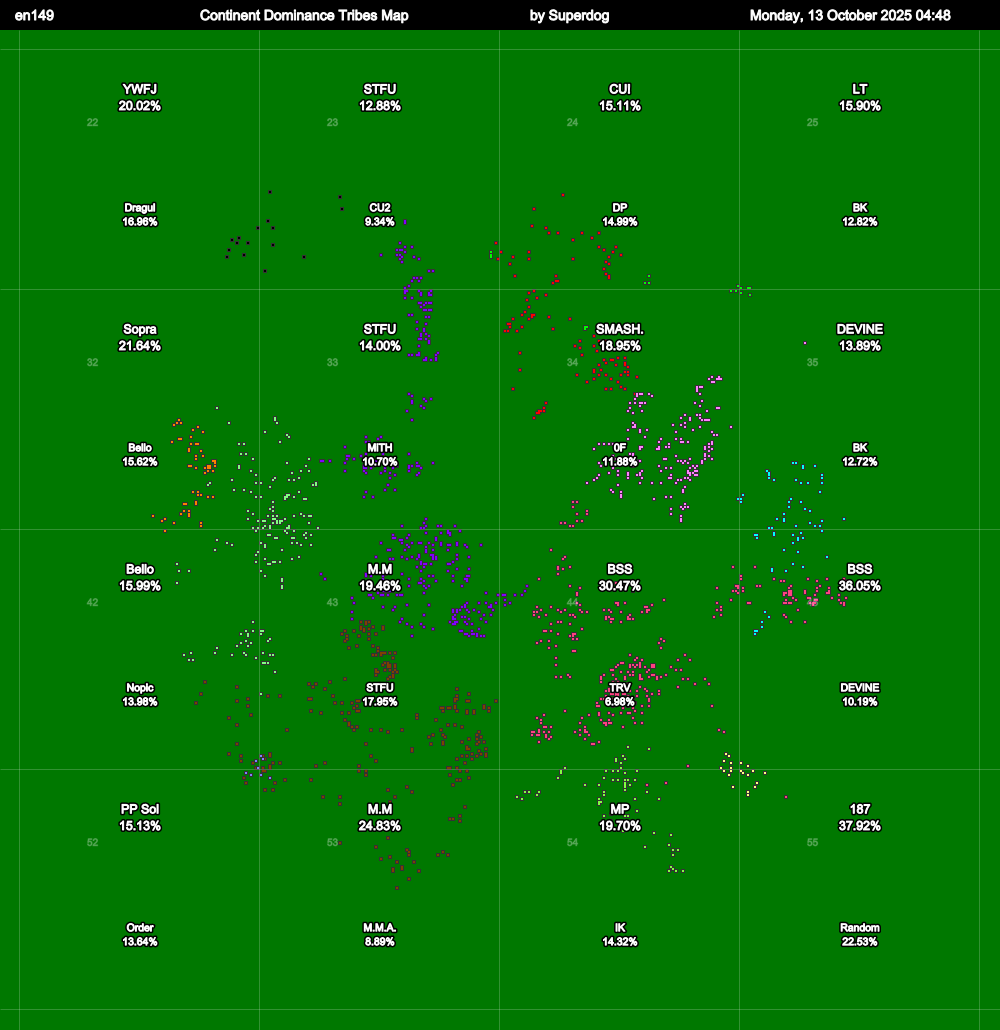 en149 Continent Dominance Tribes Map by Superdog Monday, 13 October 2025 04:48
YWFJ STFU CUI LT
20.02% 12.88% 15.11% 15.90%
22 23 24 25
Dragul CU2 DP BK
16.96% 9.34% 14.99% 12.82%
Sopra STFU SMASH. DEVINE
21.64% 14.00% 18.95% 13.89%
32 33 34 35
Bello MITH 0F BK
15.62% 10.70% 11.88% 12.72%
Bello M.M BSS BSS
15.99% 19.46% 30.47% 36.05%
42 43 44
Nopic STFU TRV DEVINE
13.98% 17.95% 6.98% 10.19%
PP Sol M.M MP 187
15.13% 24.83% 19.70% 37.92%
52 53 54 55
Order M.M.A. IK Random
13.64% 8.89% 14.32% 22.53%